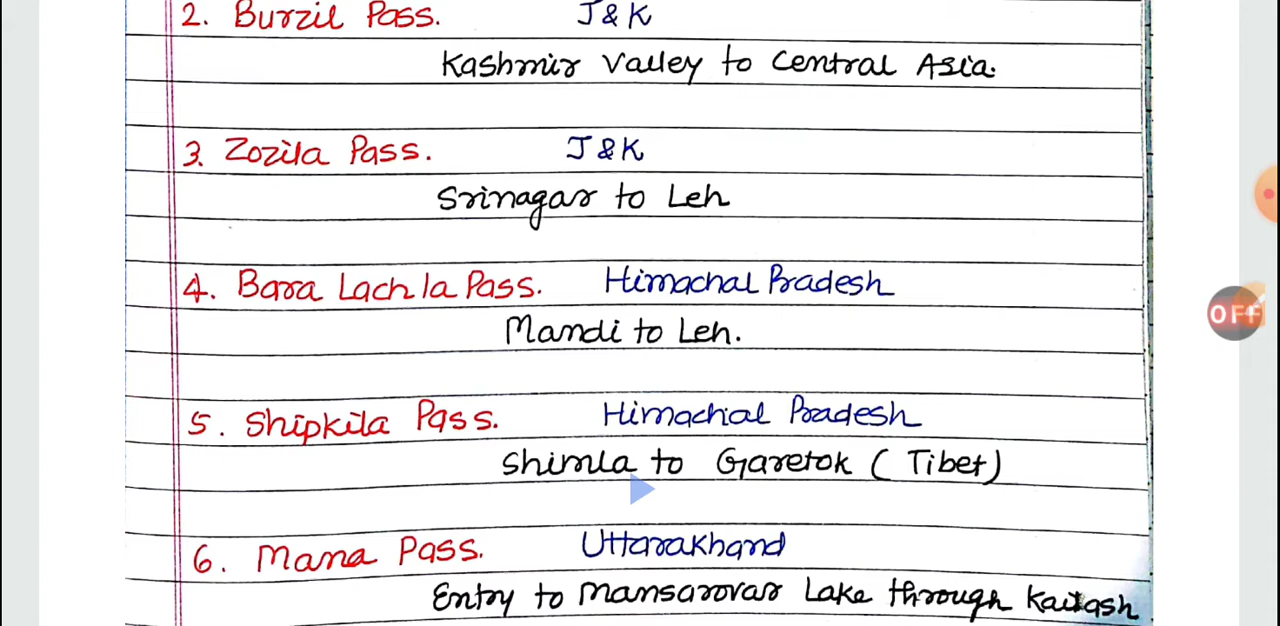 2. Burzil Pass. J & K
Kashmir Valley to Central Asia.
3. Zozila Pass. J & K
Srinagar to Leh
4. Bara Lach la Pass. Himachal Pradesh
Mandi to Leh.
5. Shipkila Pass. Himachal Pradesh
Shimla to Garetok ( Tibet)
OFF
6. Mana Pass. Uttarakhand
Entry to Mansarovar Lake through Kailash